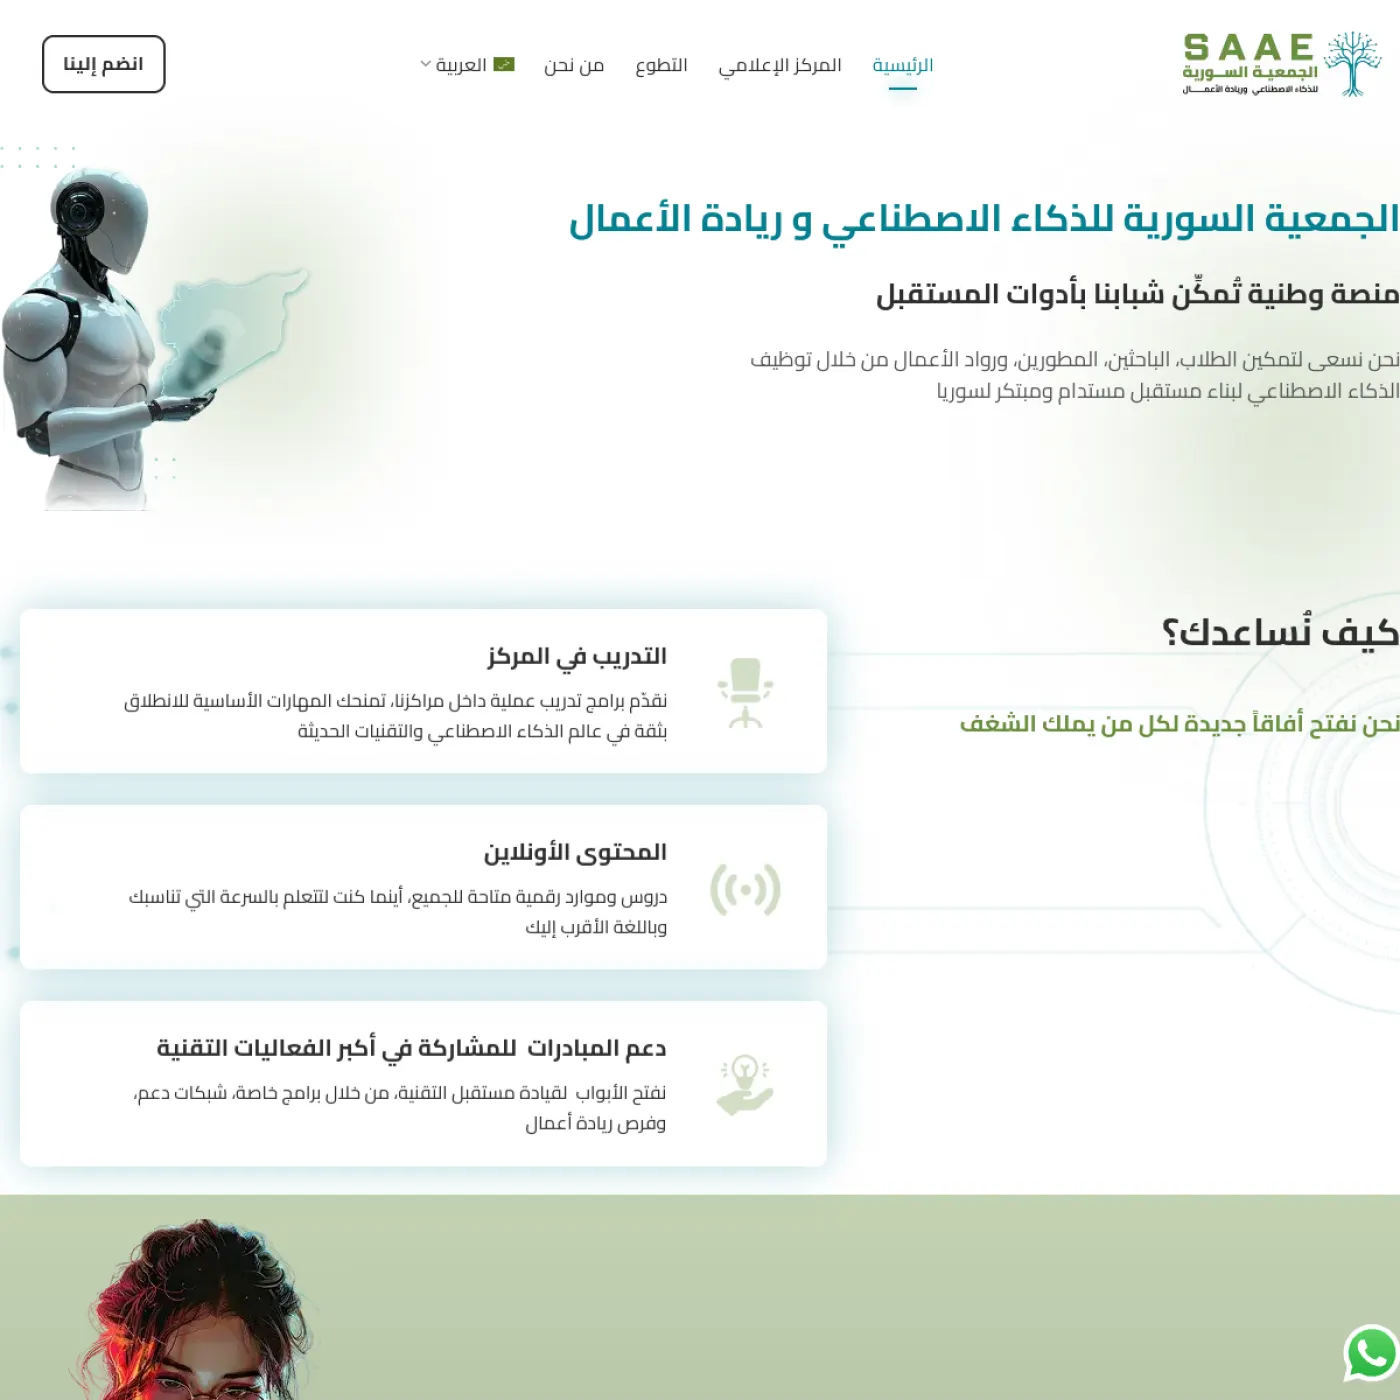 SAAE
الجمعية السورية
للذكاء الاصطناعي وريادة الأعمال
الرئيسية
المركز الإعلامي
التطوع
من نحن
العربية
انضم إلينا
الجمعية السورية للذكاء الاصطناعي و ريادة الأعمال
منصة وطنية تُمكِّن شبابنا بأدوات المستقبل
نحن نسعى لتمكين الطلاب، الباحثين، المطورين، ورواد الأعمال من خلال توظيف
الذكاء الاصطناعي لبناء مستقبل مستدام ومبتكر لسوريا
كيف نُساعدك؟
نحن نفتح أفاقاً جديدة لكل من يملك الشغف
التدريب في المركز
نقدّم برامج تدريب عملية داخل مراكزنا، تمنحك المهارات الأساسية للانطلاق
بثقة في عالم الذكاء الاصطناعي والتقنيات الحديثة
المحتوى الأونلاين
دروس وموارد رقمية متاحة للجميع، أينما كنت لتتعلم بالسرعة التي تناسبك
وباللغة الأقرب إليك
دعم المبادرات للمشاركة في أكبر الفعاليات التقنية
نفتح الأبواب لقيادة مستقبل التقنية، من خلال برامج خاصة، شبكات دعم،
وفرص ريادة أعمال